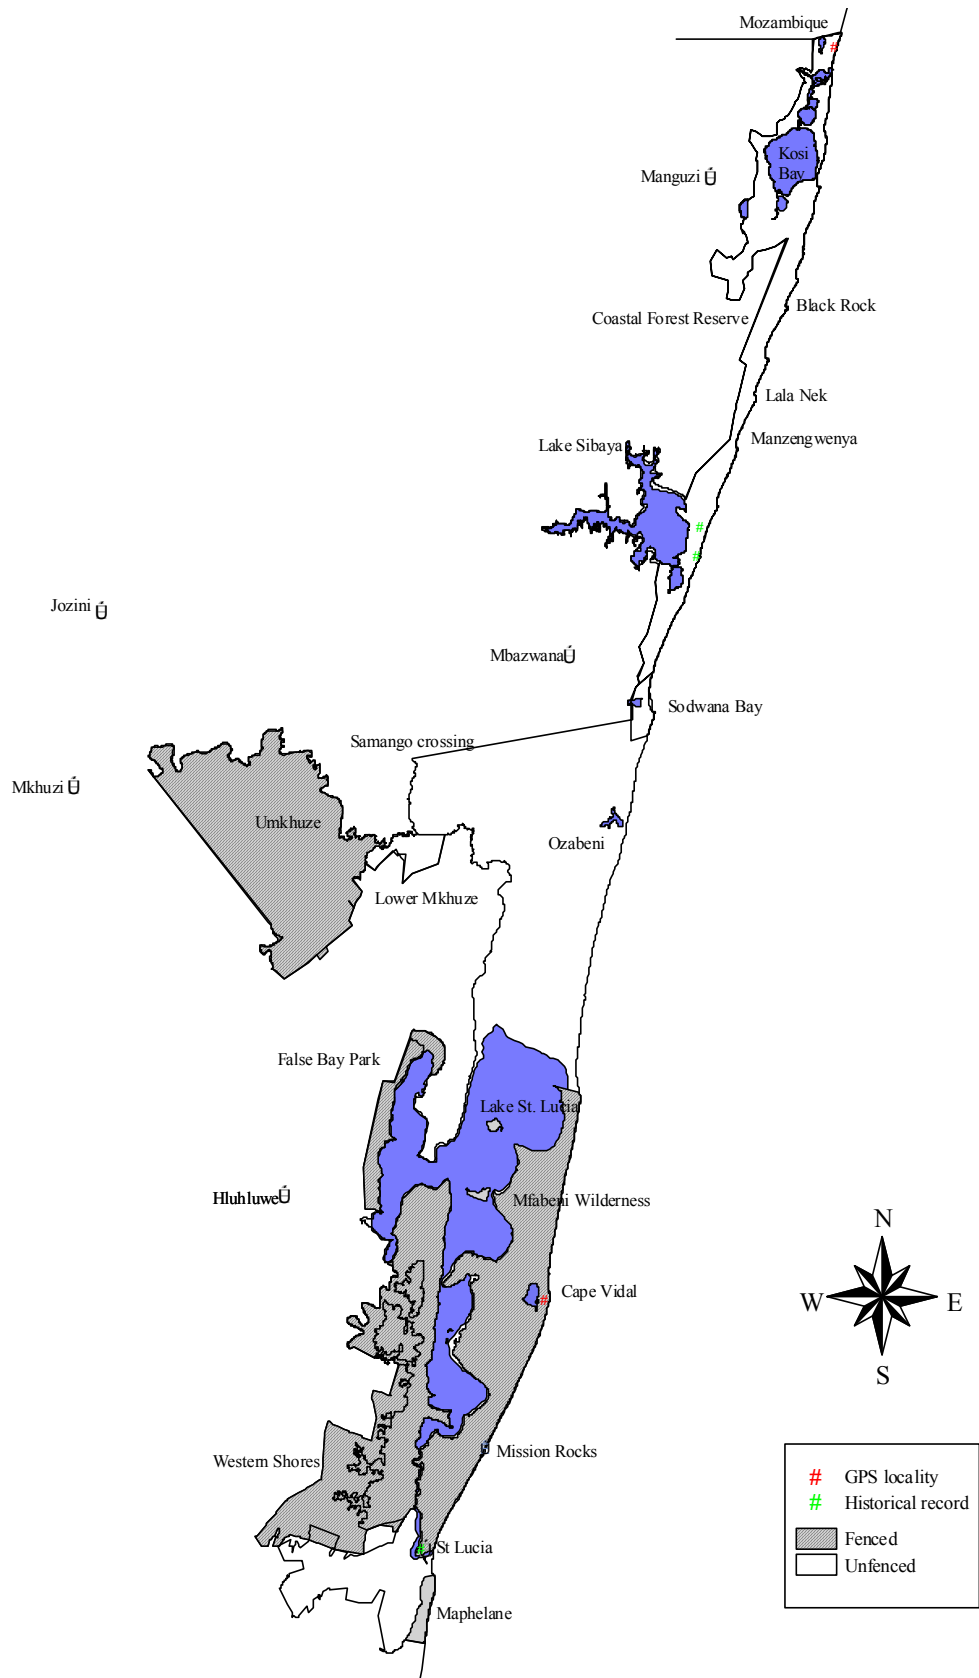 Mozambique
#
Kosi
Bay
Manguzi
Black Rock
Coastal Forest Reserve
Lala Nek
Manzengwenya
Lake Sibaya
#
#
Jozini
Mbazwana
Sodwana Bay
Samango crossing
Mkhuzi
Umkhuze
Ozabeni
Lower Mkhuze
False Bay Park
Lake St. Lucia
Hluhluwe
Mfabeni Wilderness
N
Cape Vidal
#
W
E
S
Western Shores
Mission Rocks
# GPS locality
# Historical record
Fenced
Unfenced
#
St Lucia
Maphelane